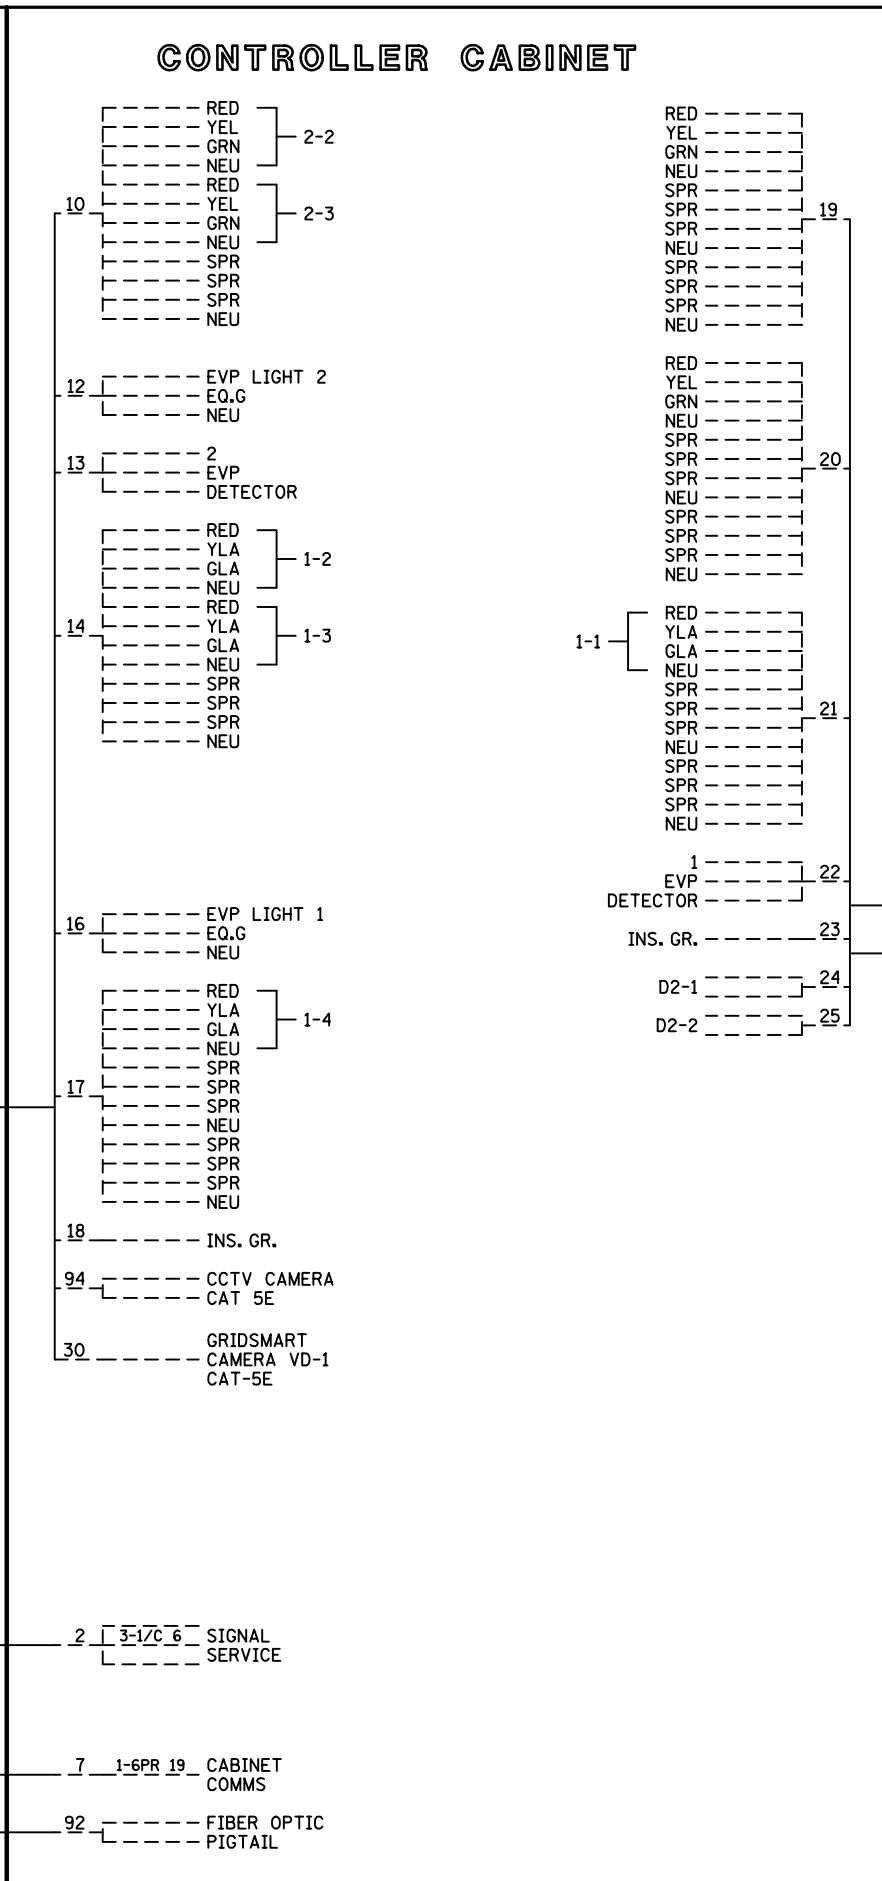 CONTROLLER CABINET
RED
YEL
GRN
NEU
2-2
RED
YEL
GRN
NEU
2-3
10
SPR
SPR
SPR
NEU
12
EVP LIGHT 2
EQ.G
NEU
13
2
EVP
DETECTOR
RED
YLA
GLA
NEU
1-2
RED
YLA
GLA
NEU
1-3
14
SPR
SPR
SPR
NEU
16
EVP LIGHT 1
EQ.G
NEU
RED
YLA
GLA
NEU
1-4
17
SPR
SPR
SPR
NEU
SPR
SPR
SPR
NEU
18
INS. GR.
94
CCTV CAMERA
CAT 5E
30
GRIDSMART
CAMERA VD-1
CAT-5E
2
3-1/C 6
SIGNAL
SERVICE
7
1-6PR 19
CABINET
COMMS
92
FIBER OPTIC
PIGTAIL
RED
YEL
GRN
NEU
SPR
SPR
SPR
NEU
SPR
SPR
SPR
NEU
19
RED
YEL
GRN
NEU
SPR
SPR
SPR
NEU
SPR
SPR
SPR
NEU
20
1-1
RED
YLA
GLA
NEU
SPR
SPR
SPR
NEU
SPR
SPR
SPR
NEU
21
1
EVP
DETECTOR
22
INS. GR.
23
D2-1
24
D2-2
25